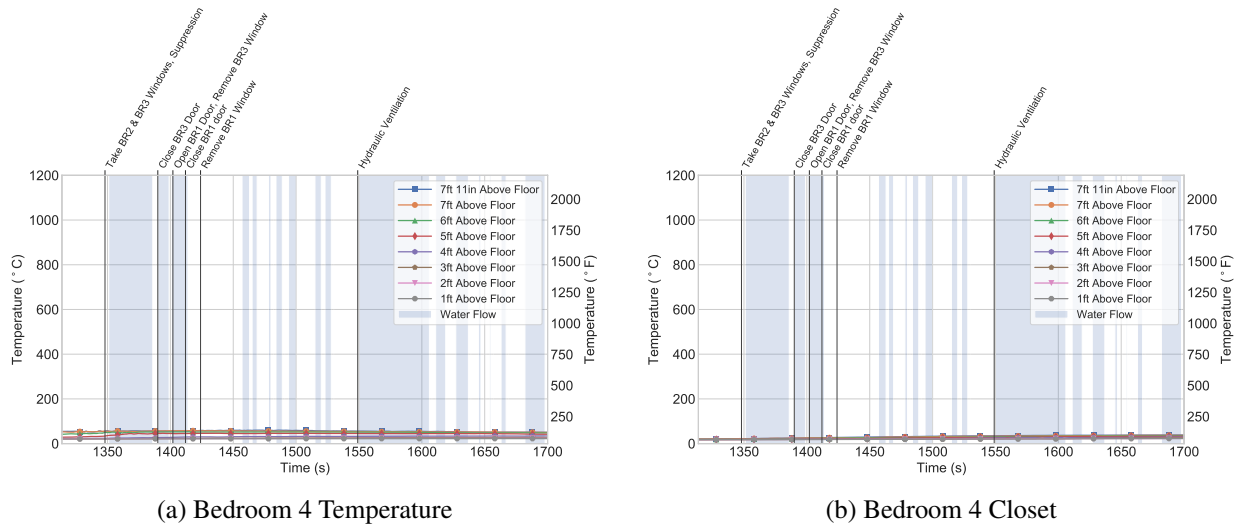 Take BR2 & BR3 Windows, Suppression
Close BR3 Door
Open BR1 Door, Remove BR3 Window
Close BR1 door
Remove BR1 Window
Hydraulic Ventilation
1200
1000
800
600
400
200
0
Temperature (°C)
2000
1750
1500
1250
1000
750
500
250
Temperature (°F)
7ft 11in Above Floor
7ft Above Floor
6ft Above Floor
5ft Above Floor
4ft Above Floor
3ft Above Floor
2ft Above Floor
1ft Above Floor
Water Flow
1350 1400 1450 1500 1550 1600 1650 1700
Time (s)
(a) Bedroom 4 Temperature
Take BR2 & BR3 Windows, Suppression
Close BR3 Door
Open BR1 Door, Remove BR3 Window
Close BR1 door
Remove BR1 Window
Hydraulic Ventilation
1200
1000
800
600
400
200
0
Temperature (°C)
2000
1750
1500
1250
1000
750
500
250
Temperature (°F)
7ft 11in Above Floor
7ft Above Floor
6ft Above Floor
5ft Above Floor
4ft Above Floor
3ft Above Floor
2ft Above Floor
1ft Above Floor
Water Flow
1350 1400 1450 1500 1550 1600 1650 1700
Time (s)
(b) Bedroom 4 Closet